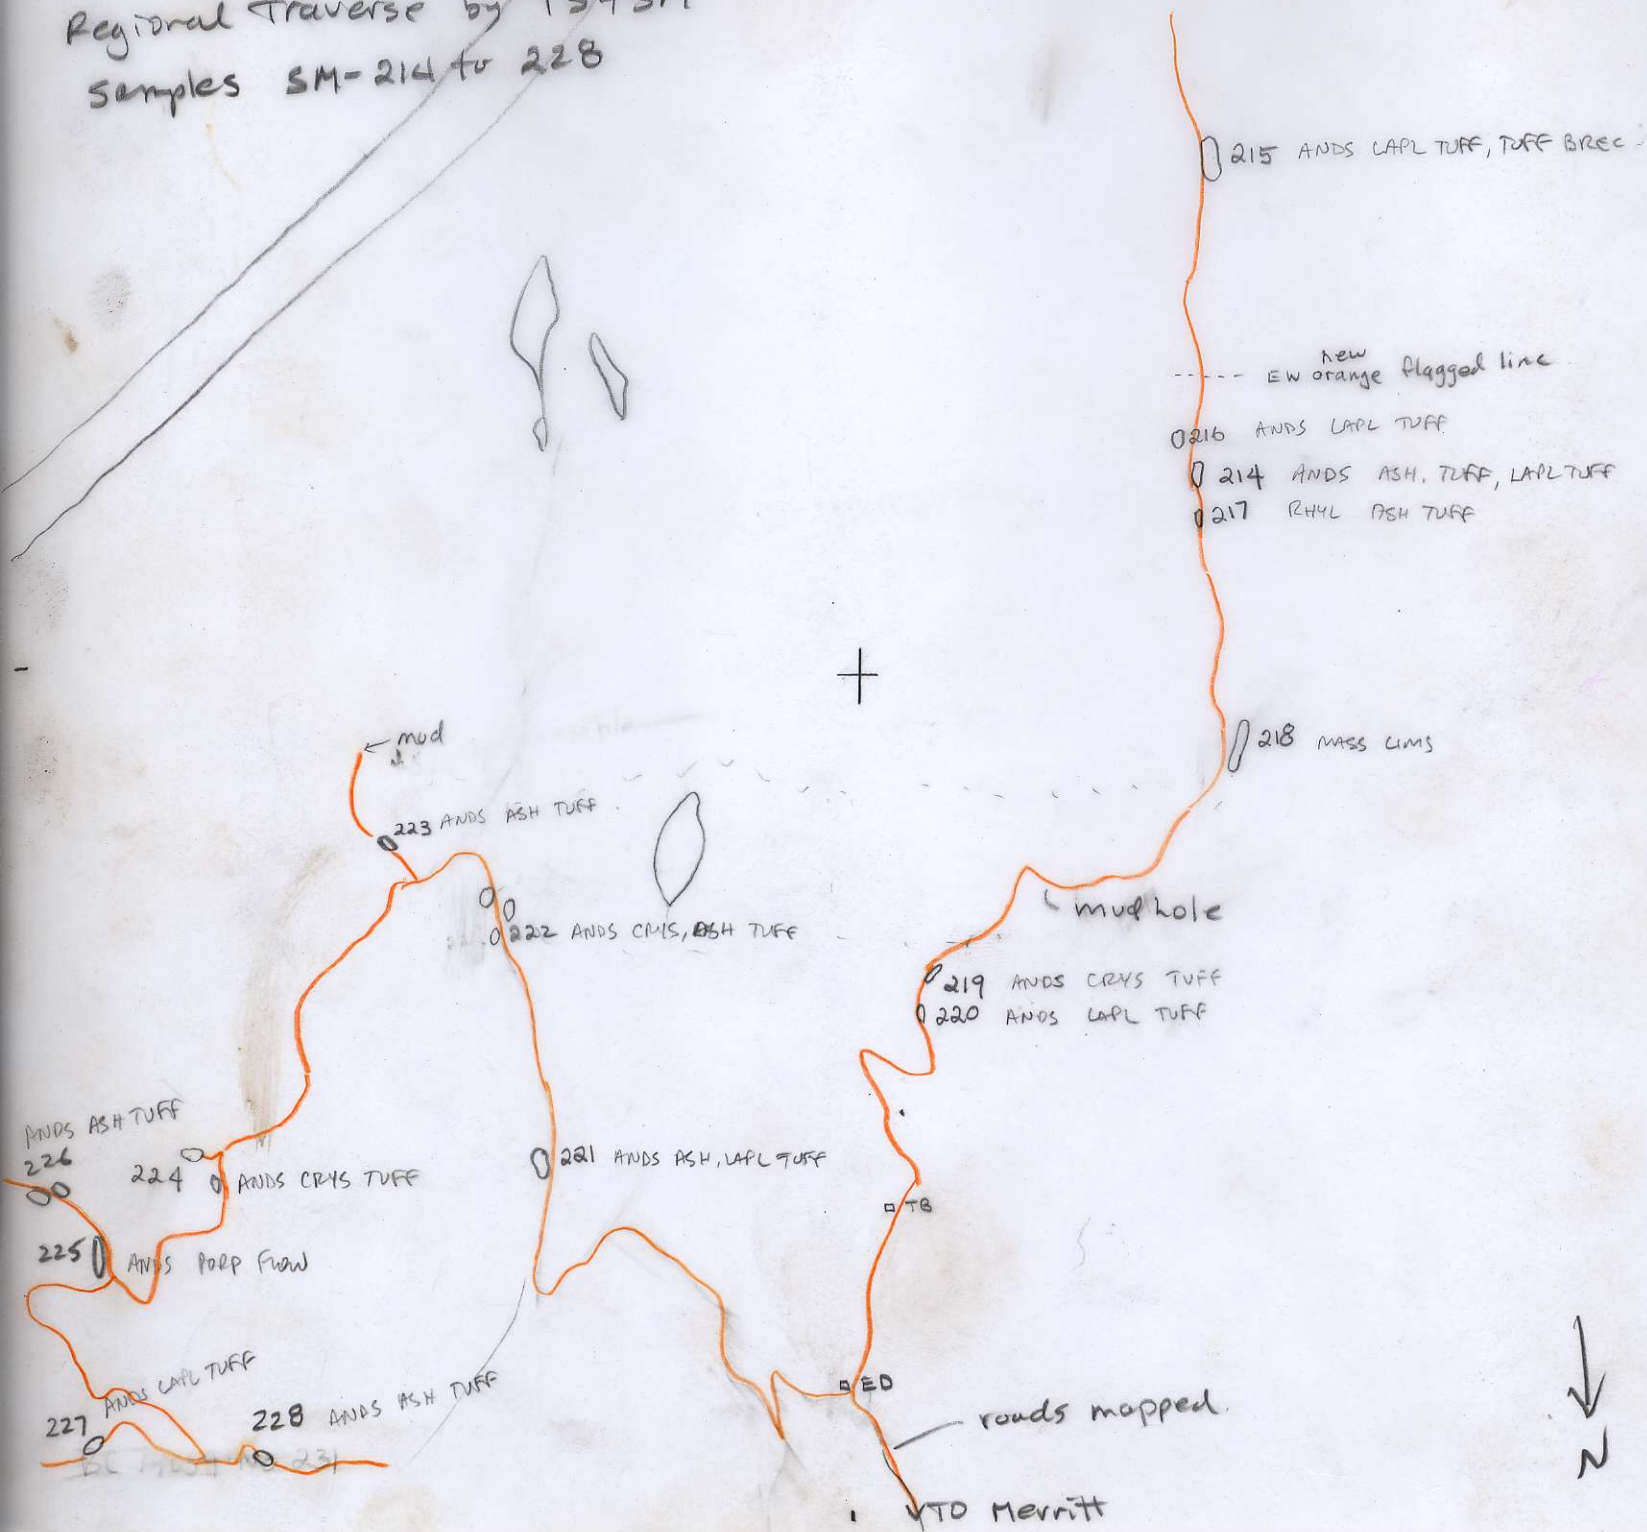 Regional Traverse by
samples SM-214 to 228
215 ANDS LAPL TUFF, TUFF BREC
new
EW orange flagged line
216 ANDS LAPL TUFF
214 ANDS ASH. TUFF, LAPL TUFF
217 RHYL ASH TUFF
218 MASS LIMS
mud
223 ANDS ASH TUFF
mudhole
222 ANDS CRYS, ASH TUFF
219 ANDS CRYS TUFF
220 ANDS LAPL TUFF
ANDS ASH TUFF
226
224 ANDS CRYS TUFF
221 ANDS ASH, LAPL TUFF
TB
225 ANDS PORP FLOW
ANDS LAPL TUFF
227
228 ANDS ASH TUFF
ED
roads mapped.
N
TO Merritt